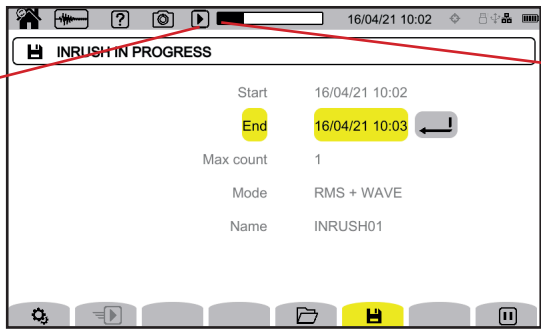 16/04/21 10:02
INRUSH IN PROGRESS
Start 16/04/21 10:02
End 16/04/21 10:03
Max count 1
Mode RMS + WAVE
Name INRUSH01